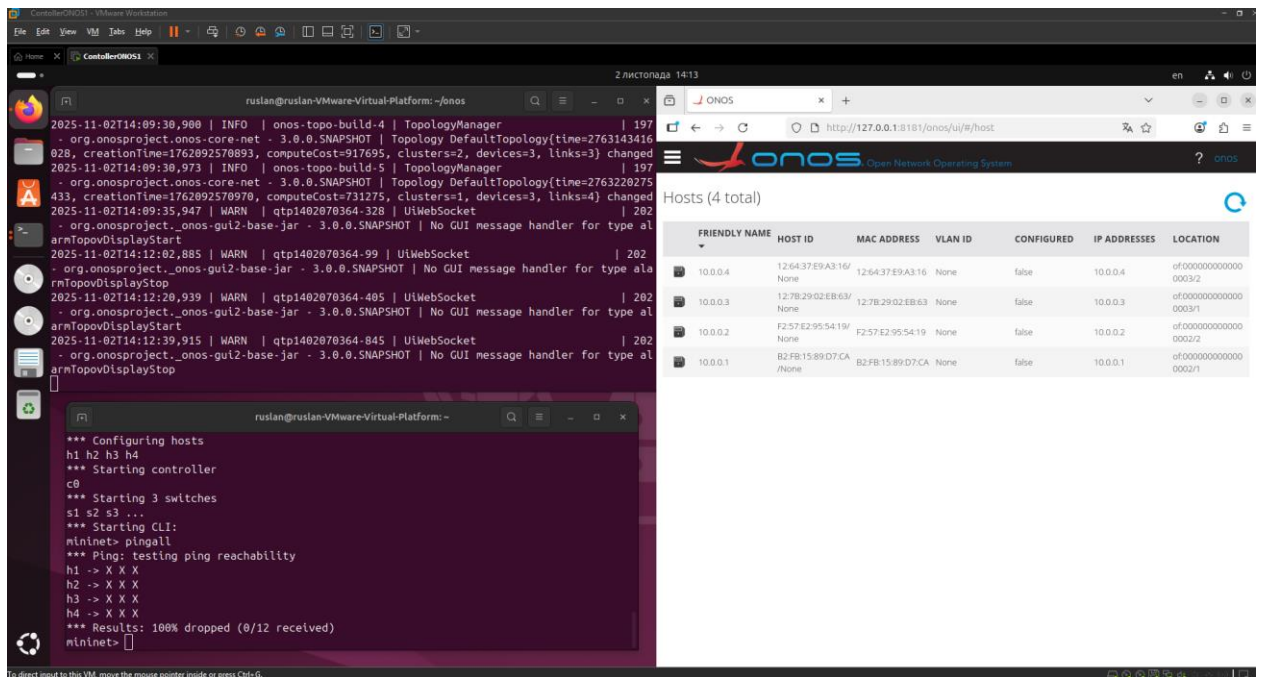 ContollerONOS1 - VMware Workstation
File Edit View VM Tabs Help
Home ContollerONOS1
2 листопада 14:13 en
ruslan@ruslan-VMware-Virtual-Platform: ~/onos
2025-11-02T14:09:30,900 | INFO | onos-topo-build-4 | TopologyManager | 197
- org.onosproject.onos-core-net - 3.0.0.SNAPSHOT | Topology DefaultTopology{time=2763143416
028, creationTime=1762092570893, computeCost=917695, clusters=2, devices=3, links=3} changed
2025-11-02T14:09:30,973 | INFO | onos-topo-build-5 | TopologyManager | 197
- org.onosproject.onos-core-net - 3.0.0.SNAPSHOT | Topology DefaultTopology{time=2763220275
433, creationTime=1762092570970, computeCost=731275, clusters=1, devices=3, links=4} changed
2025-11-02T14:09:35,947 | WARN | qtp1402070364-328 | UiWebSocket | 202
- org.onosproject._onos-gui2-base-jar - 3.0.0.SNAPSHOT | No GUI message handler for type al
armTopovDisplayStart
2025-11-02T14:12:02,885 | WARN | qtp1402070364-99 | UiWebSocket | 202
- org.onosproject._onos-gui2-base-jar - 3.0.0.SNAPSHOT | No GUI message handler for type ala
rmTopovDisplayStop
2025-11-02T14:12:20,939 | WARN | qtp1402070364-405 | UiWebSocket | 202
- org.onosproject._onos-gui2-base-jar - 3.0.0.SNAPSHOT | No GUI message handler for type al
armTopovDisplayStart
2025-11-02T14:12:39,915 | WARN | qtp1402070364-845 | UiWebSocket | 202
- org.onosproject._onos-gui2-base-jar - 3.0.0.SNAPSHOT | No GUI message handler for type al
armTopovDisplayStop
ruslan@ruslan-VMware-Virtual-Platform: ~
*** Configuring hosts
h1 h2 h3 h4
*** Starting controller
c0
*** Starting 3 switches
s1 s2 s3 ...
*** Starting CLI:
mininet> pingall
*** Ping: testing ping reachability
h1 -> X X X
h2 -> X X X
h3 -> X X X
h4 -> X X X
*** Results: 100% dropped (0/12 received)
mininet>
ONOS
http://127.0.0.1:8181/onos/ui/#/host
onos Open Network Operating System ? onos
Hosts (4 total)
FRIENDLY NAME HOST ID MAC ADDRESS VLAN ID CONFIGURED IP ADDRESSES LOCATION
10.0.0.4 12:64:37:E9:A3:16/ 12:64:37:E9:A3:16 None false 10.0.0.4 of:000000000000
None 0003/2
10.0.0.3 12:7B:29:02:EB:63/ 12:7B:29:02:EB:63 None false 10.0.0.3 of:000000000000
None 0003/1
10.0.0.2 F2:57:E2:95:54:19/ F2:57:E2:95:54:19 None false 10.0.0.2 of:000000000000
None 0002/2
10.0.0.1 B2:FB:15:89:D7:CA B2:FB:15:89:D7:CA None false 10.0.0.1 of:000000000000
/None 0002/1
To direct input to this VM, move the mouse pointer inside or press Ctrl+G.